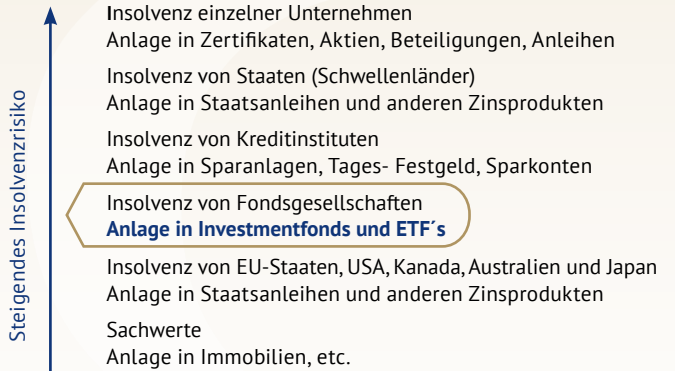 Steigendes Insolvenzrisiko
Insolvenz einzelner Unternehmen
Anlage in Zertifikaten, Aktien, Beteiligungen, Anleihen
Insolvenz von Staaten (Schwellenländer)
Anlage in Staatsanleihen und anderen Zinsprodukten
Insolvenz von Kreditinstituten
Anlage in Sparanlagen, Tages- Festgeld, Sparkonten
Insolvenz von Fondsgesellschaften
Anlage in Investmentfonds und ETF´s
Insolvenz von EU-Staaten, USA, Kanada, Australien und Japan
Anlage in Staatsanleihen und anderen Zinsprodukten
Sachwerte
Anlage in Immobilien, etc.